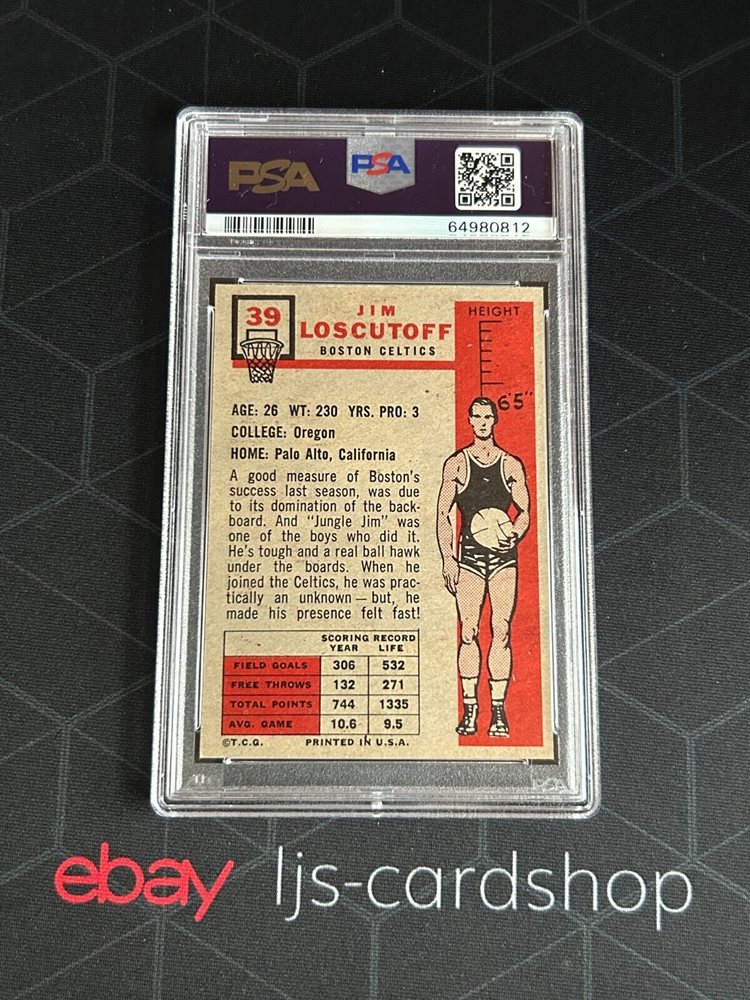 PSA
PSA
64980812
39
JIM
LOSCUTOFF
BOSTON CELTICS
HEIGHT
6'5"
AGE: 26 WT: 230 YRS. PRO: 3
COLLEGE: Oregon
HOME: Palo Alto, California
A good measure of Boston's
success last season, was due
to its domination of the back-
board. And "Jungle Jim" was
one of the boys who did it.
He's tough and a real ball hawk
under the boards. When he
joined the Celtics, he was prac-
tically an unknown — but, he
made his presence felt fast!
SCORING RECORD
YEAR LIFE
FIELD GOALS 306 532
FREE THROWS 132 271
TOTAL POINTS 744 1335
AVG. GAME 10.6 9.5
©T.C.G. PRINTED IN U.S.A.
PSA
ebay ljs-cardshop